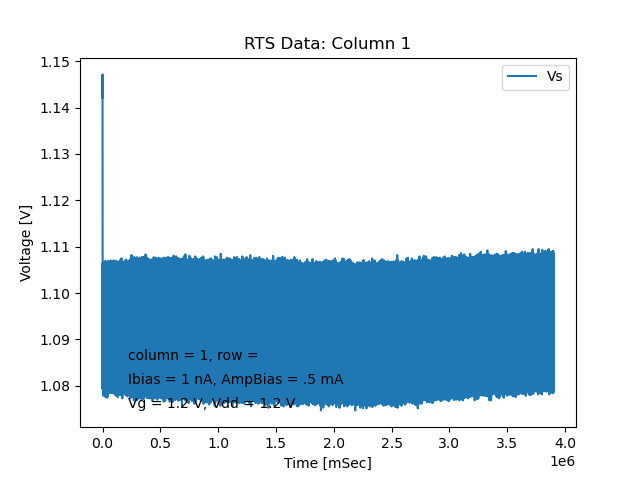 RTS Data: Column 1
Vs
Voltage [V]
1.15
1.14
1.13
1.12
1.11
1.10
1.09
1.08
column = 1, row =
Ibias = 1 nA, AmpBias = .5 mA
Vg = 1.2 V, Vdd = 1.2 V
0.0 0.5 1.0 1.5 2.0 2.5 3.0 3.5 4.0
1e6
Time [mSec]